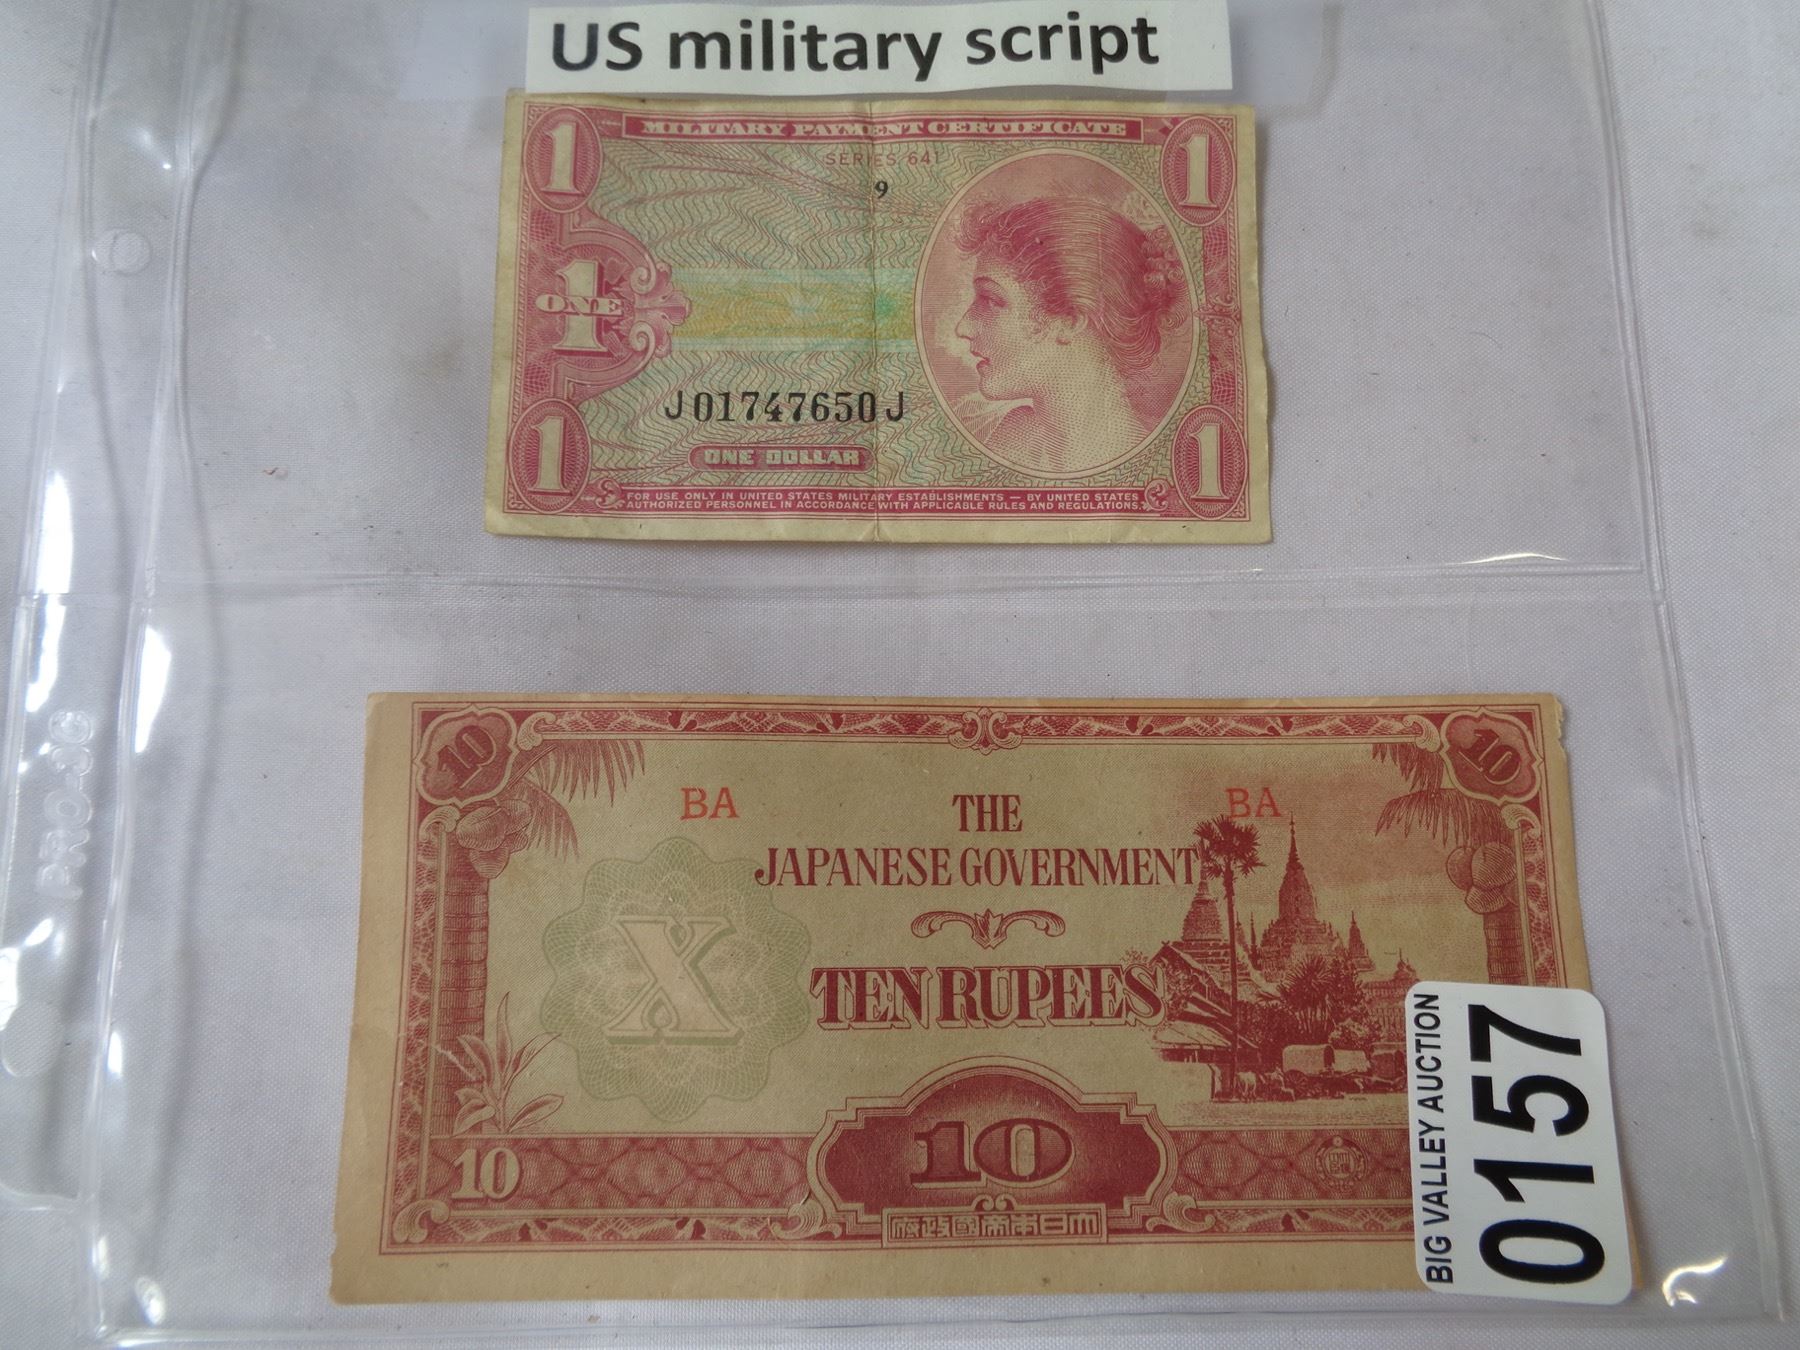 US military script
1 MILITARY PAYMENT CERTIFICATE 1
SERIES 641
9
1
ONE
J01747650J
1 ONE DOLLAR 1
FOR USE ONLY IN UNITED STATES MILITARY ESTABLISHMENTS — BY UNITED STATES
AUTHORIZED PERSONNEL IN ACCORDANCE WITH APPLICABLE RULES AND REGULATIONS.
PRO-3G
10 10
BA THE BA
JAPANESE GOVERNMENT
X TEN RUPEES
10 10
府政國帝本日大
BIG VALLEY AUCTION
0157